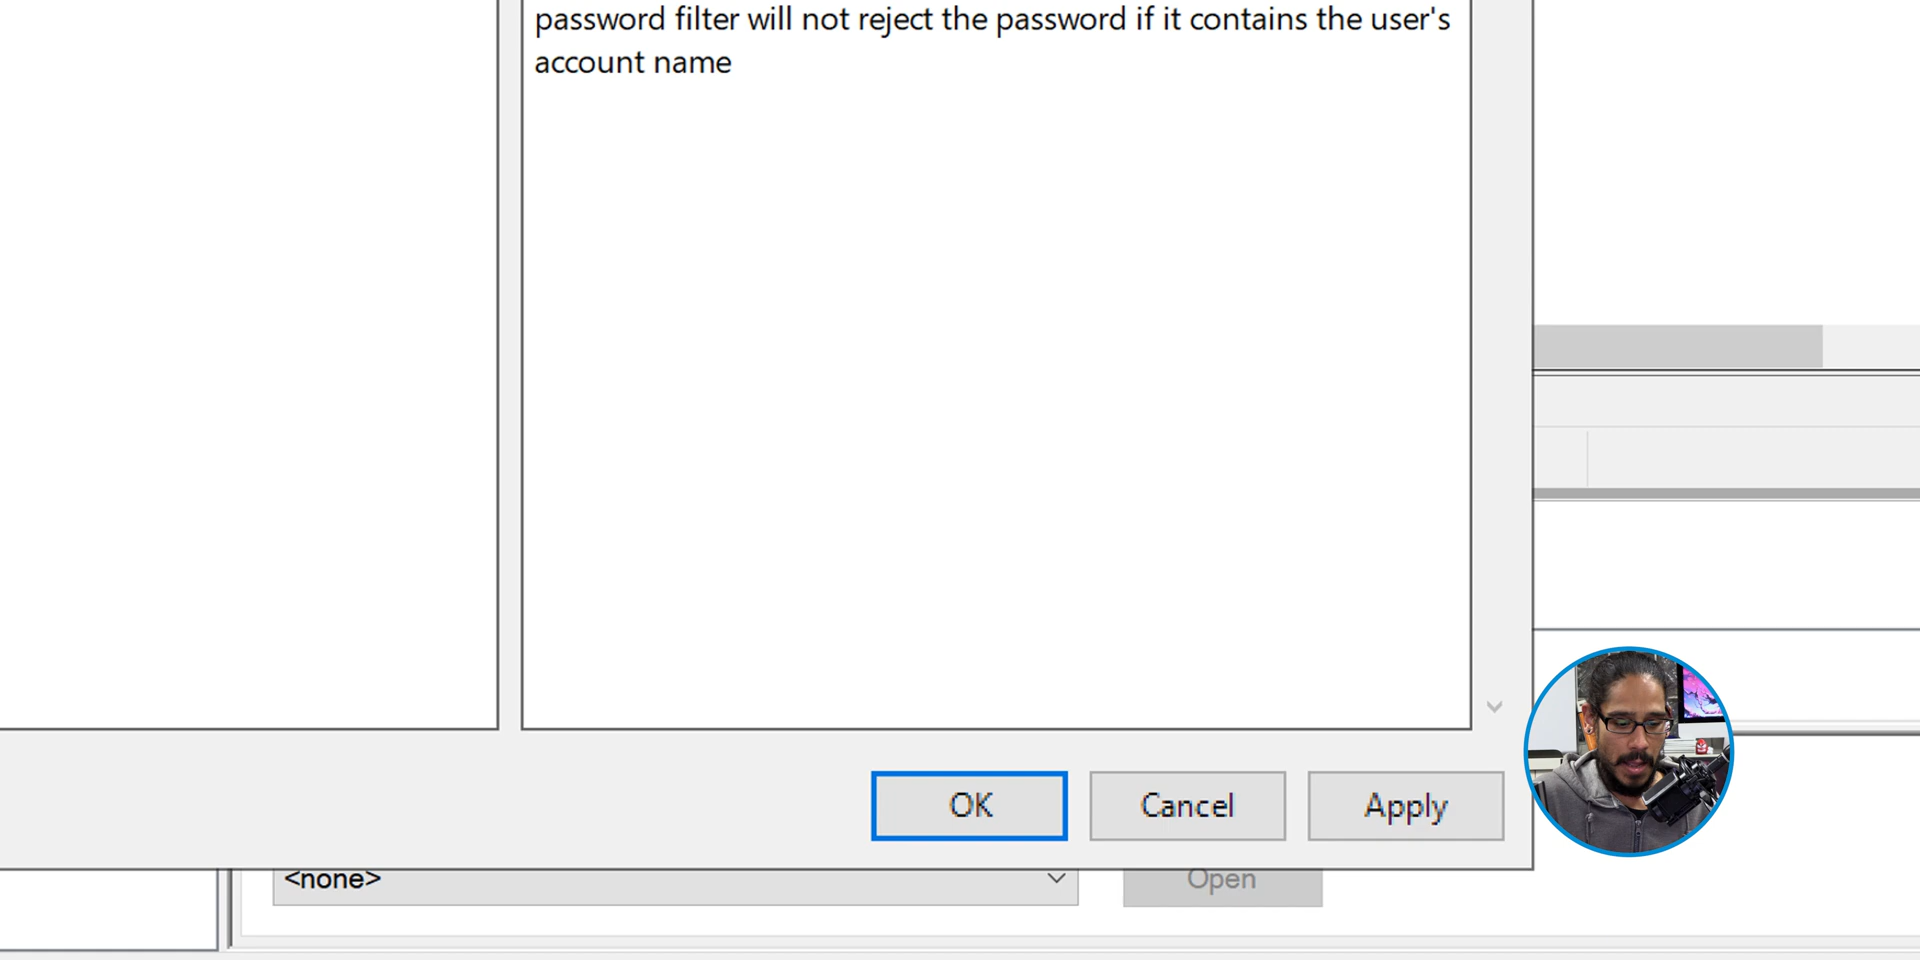 password filter will not reject the password if it contains the user's
account name
OK
Cancel
Apply
<none>
Open